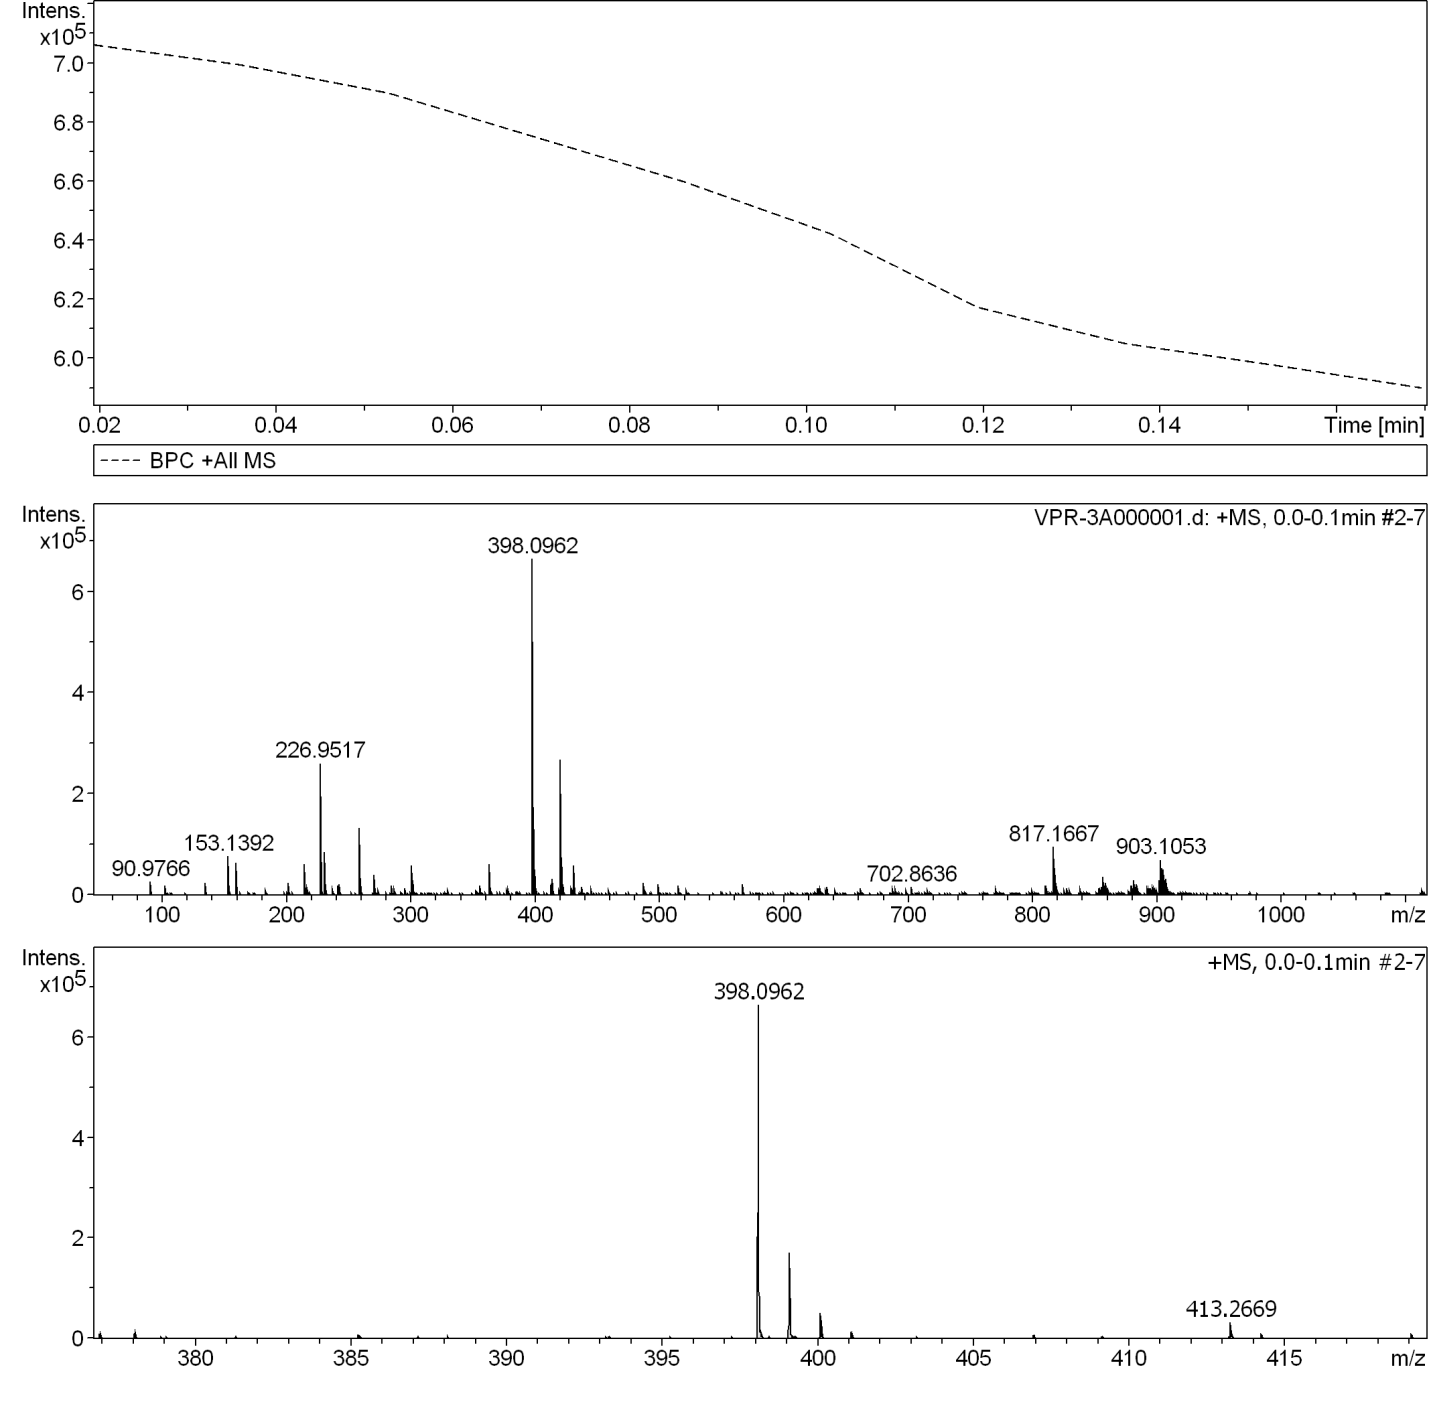 Intens.
x10^5
7.0
6.8
6.6
6.4
6.2
6.0
0.02 0.04 0.06 0.08 0.10 0.12 0.14 Time [min]
BPC +All MS
Intens.
x10^5
VPR-3A000001.d: +MS, 0.0-0.1min #2-7
398.0962
6
4
226.9517
2
153.1392
817.1667
903.1053
90.9766
702.8636
0
100 200 300 400 500 600 700 800 900 1000 m/z
Intens.
x10^5
+MS, 0.0-0.1min #2-7
398.0962
6
4
2
413.2669
0
380 385 390 395 400 405 410 415 m/z